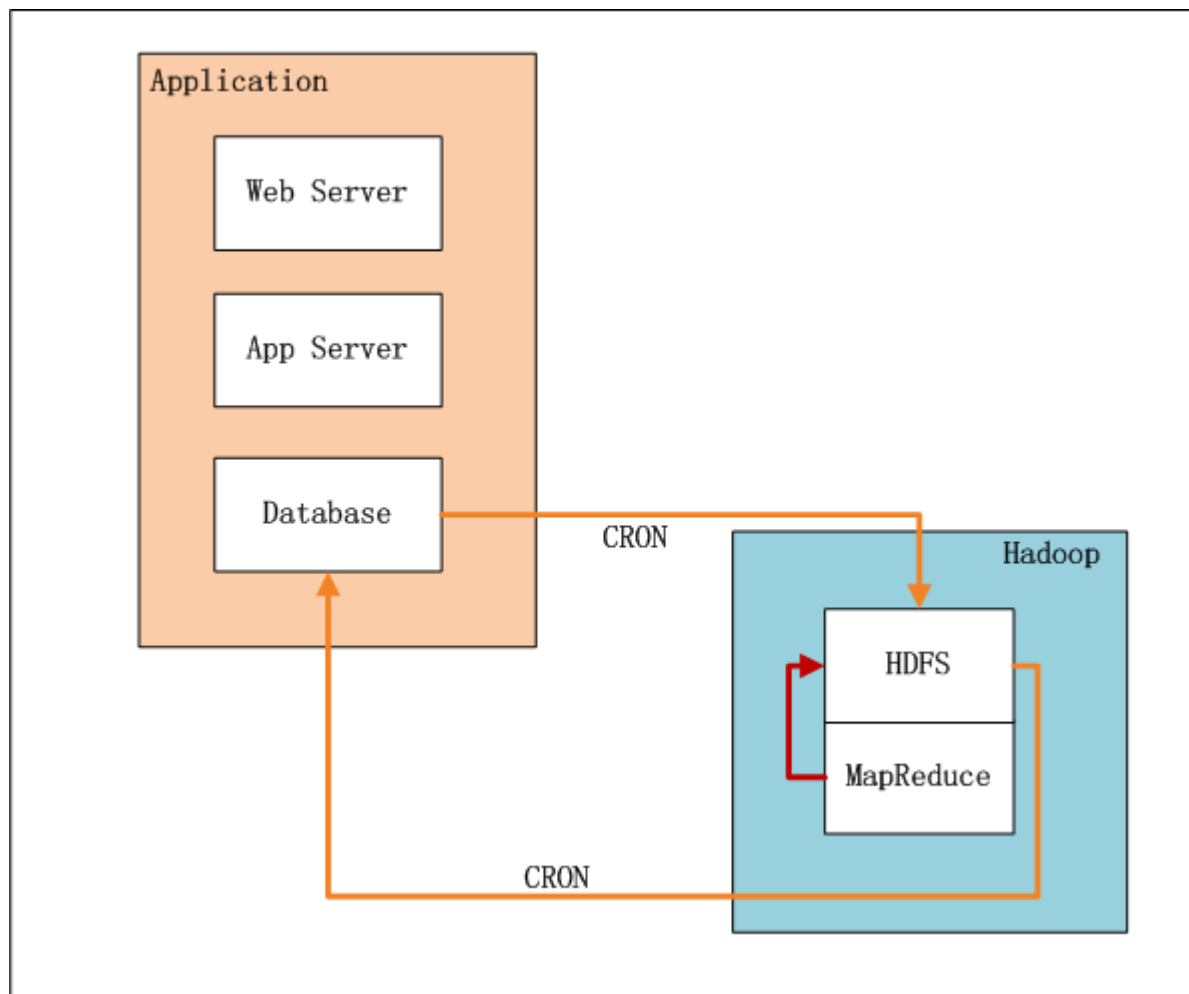 Application
Web Server
App Server
Database
CRON
Hadoop
HDFS
MapReduce
CRON